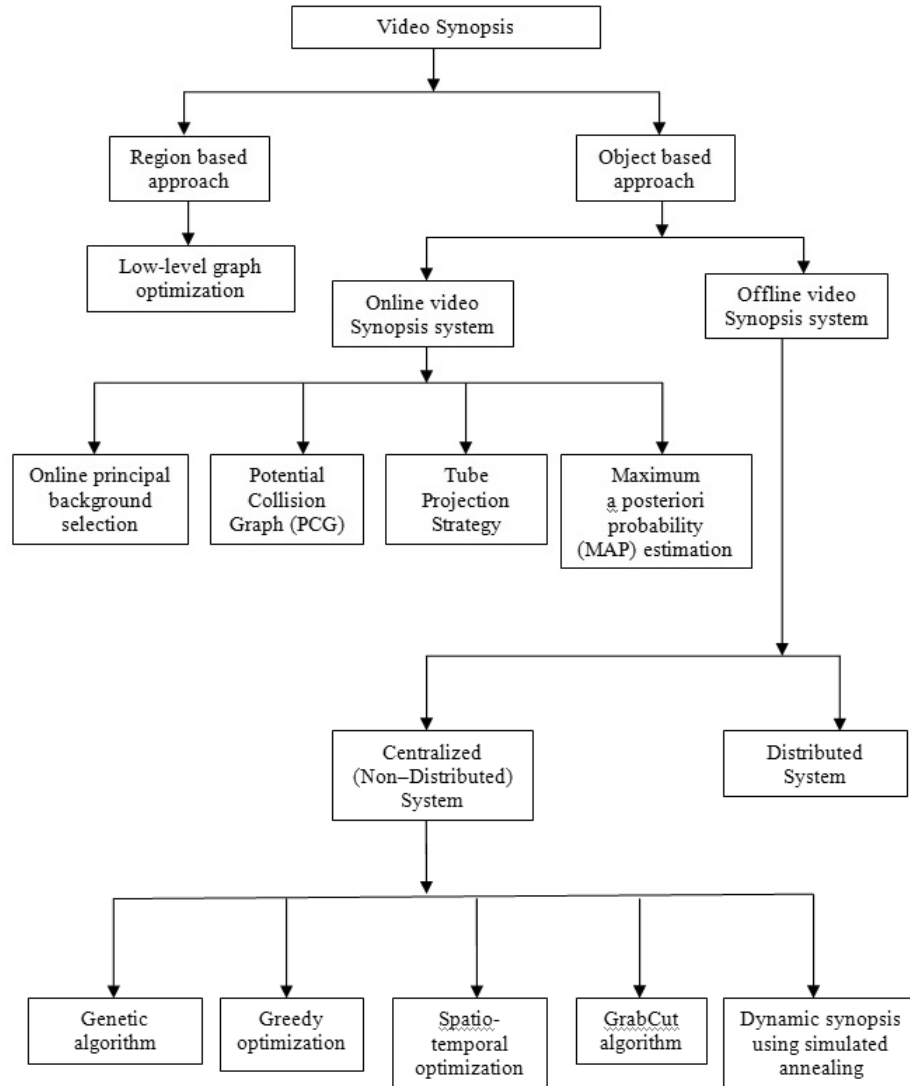 Video Synopsis
Region based
approach
Object based
approach
Low-level graph
optimization
Online video
Synopsis system
Offline video
Synopsis system
Online principal
background
selection
Potential
Collision
Graph (PCG)
Tube
Projection
Strategy
Maximum
a posteriori
probability
(MAP) estimation
Centralized
(Non–Distributed)
System
Distributed
System
Genetic
algorithm
Greedy
optimization
Spatio-
temporal
optimization
GrabCut
algorithm
Dynamic synopsis
using simulated
annealing